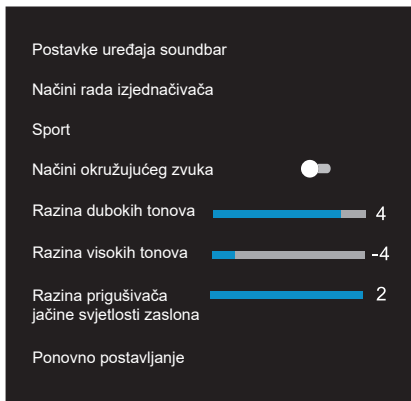 Postavke uređaja soundbar
Načini rada izjednačivača
Sport
Načini okružujućeg zvuka
Razina dubokih tonova 4
Razina visokih tonova -4
Razina prigušivača
jačine svjetlosti zaslona 2
Ponovno postavljanje